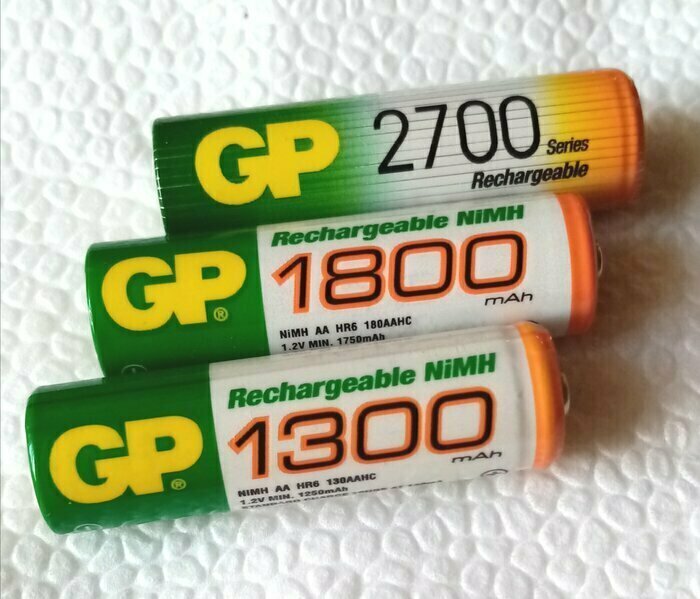 GP 2700 Series
Rechargeable
Rechargeable NiMH
GP® 1800 mAh
NiMH AA HR6 180AAHC
1.2V MIN. 1750mAh
Rechargeable NiMH
GP® 1300 mAh
NiMH AA HR6 130AAHC
1.2V MIN. 1250mAh